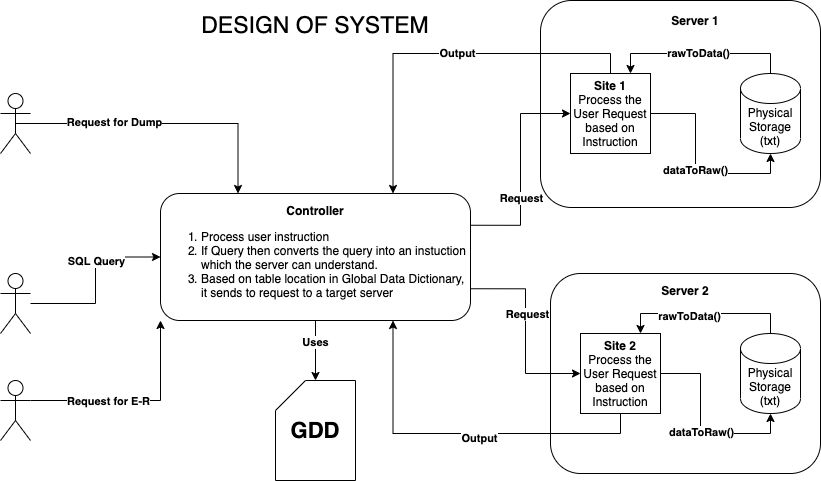 DESIGN OF SYSTEM
Server 1
Output
rawToData()
Site 1
Process the
User Request
based on
Instruction
Physical
Storage
(txt)
Request for Dump
dataToRaw()
Request
Controller
1. Process user instruction
2. If Query then converts the query into an instuction
which the server can understand.
3. Based on table location in Global Data Dictionary,
it sends to request to a target server
SQL Query
Server 2
Request
rawToData()
Site 2
Process the
User Request
based on
Instruction
Physical
Storage
(txt)
Uses
Request for E-R
GDD
Output
dataToRaw()